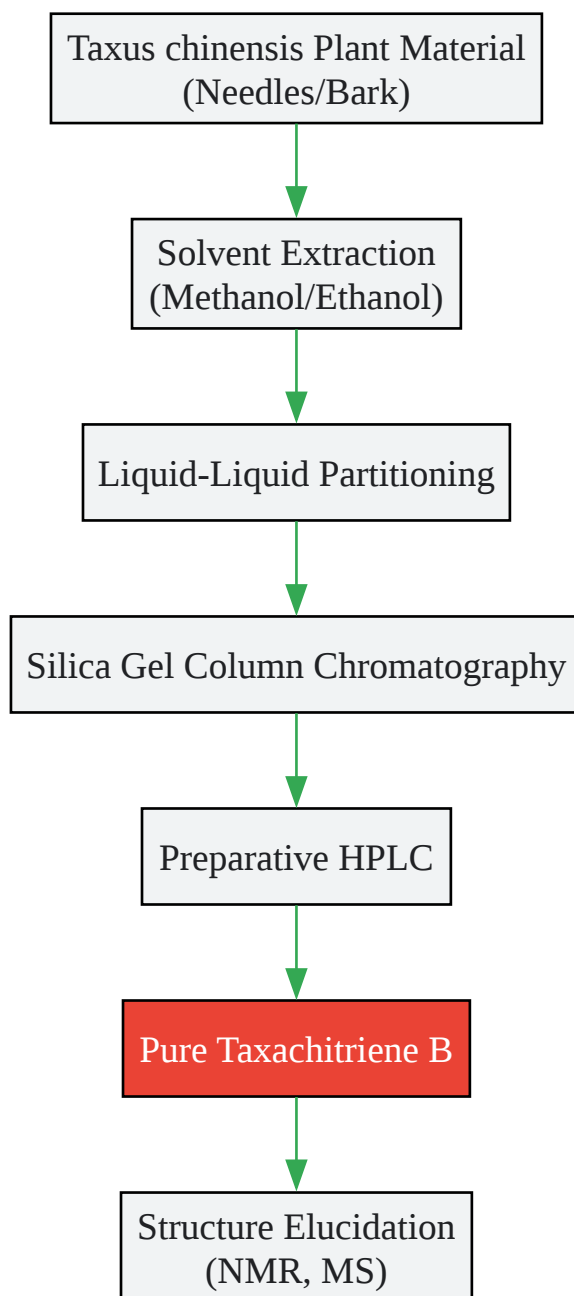 Taxus chinensis Plant Material
(Needles/Bark)
Solvent Extraction
(Methanol/Ethanol)
Liquid-Liquid Partitioning
Silica Gel Column Chromatography
Preparative HPLC
Pure Taxachitriene B
Structure Elucidation
(NMR, MS)